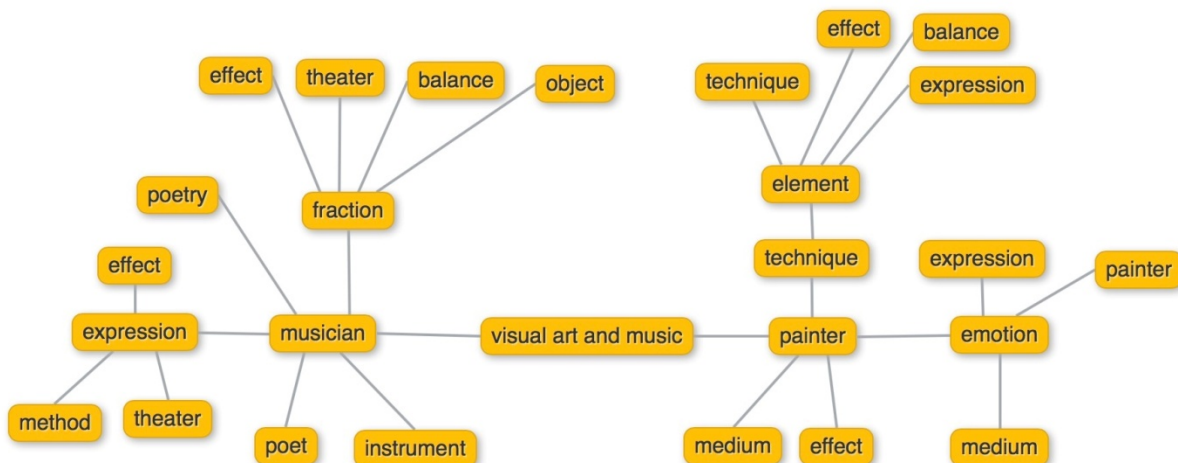 effect
balance
effect
theater
balance
object
technique
expression
element
poetry
fraction
effect
technique
expression
painter
expression
musician
visual art and music
painter
emotion
method
theater
poet
instrument
medium
effect
medium